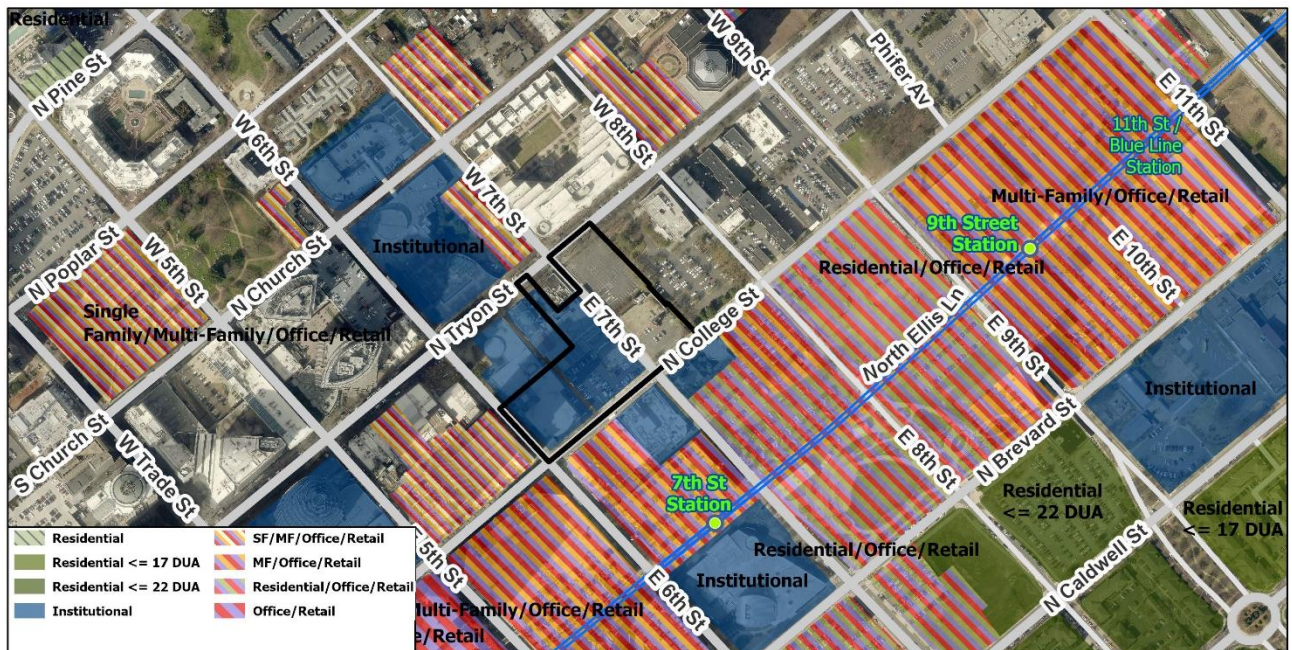 Residential
N Pine St
W 6th St
W 9th St
Phifer Av
E 11th St
11th St /
Blue Line
Station
W 8th St
W 7th St
Multi-Family/Office/Retail
N Poplar St
W 5th St
N Church St
Institutional
9th Street
Station
Residential/Office/Retail
E 10th St
Single
Family/Multi-Family/Office/Retail
N Tryon St
E 7th St
N College St
North Ellis Ln
E 9th St
Institutional
S Church St
W Trade St
E 8th St
N Brevard St
7th St
Station
Residential
<= 22 DUA
Residential
<= 17 DUA
Residential/Office/Retail
N Caldwell St
5th St
E 6th St
Institutional
Multi-Family/Office/Retail
e/Retail
Residential
Residential <= 17 DUA
Residential <= 22 DUA
Institutional
SF/MF/Office/Retail
MF/Office/Retail
Residential/Office/Retail
Office/Retail